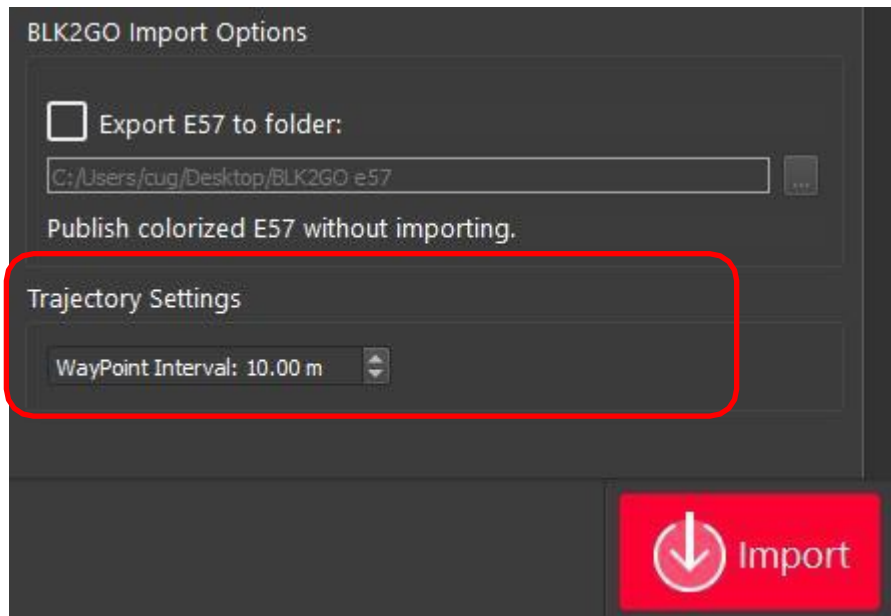 BLK2GO Import Options
Export E57 to folder:
C:/Users/cug/Desktop/BLK2GO e57
...
Publish colorized E57 without importing.
Trajectory Settings
WayPoint Interval: 10.00 m
Import